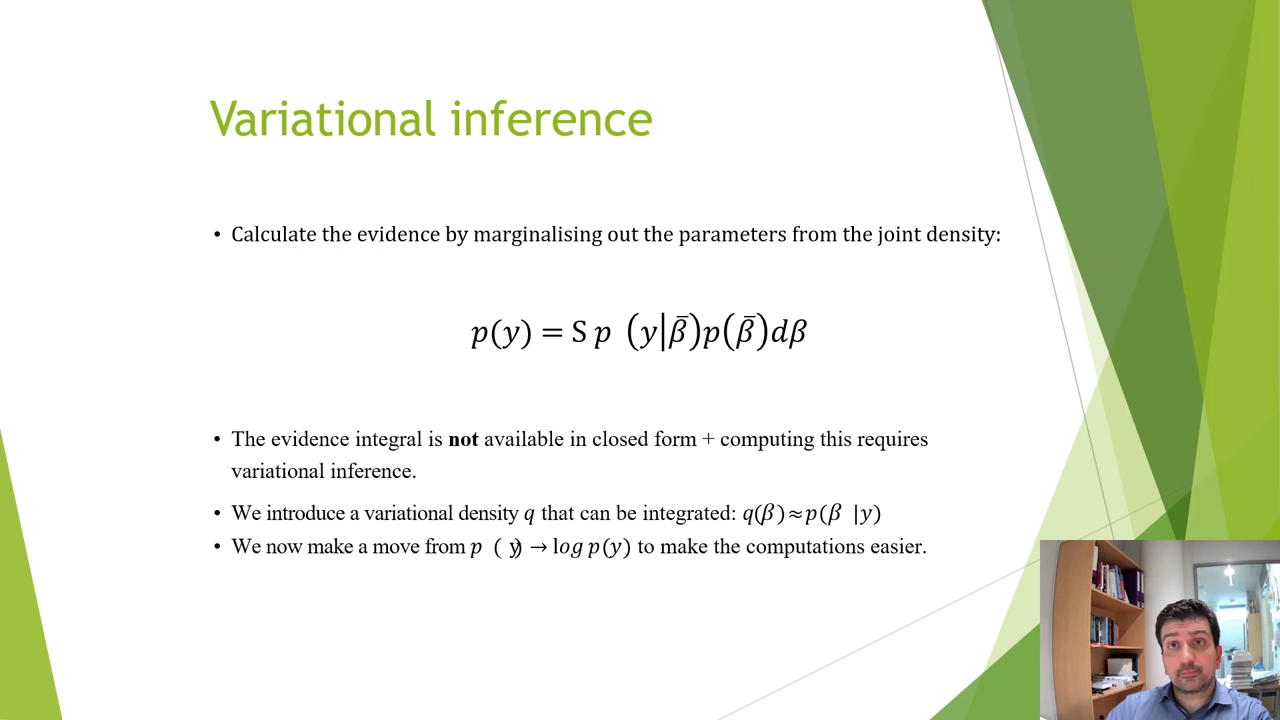 Variational inference
• Calculate the evidence by marginalising out the parameters from the joint density:
p(y) = S p (y|β̄)p(β̄)dβ
• The evidence integral is not available in closed form + computing this requires
variational inference.
• We introduce a variational density q that can be integrated: q(β)≈p(β |y)
• We now make a move from p ( y) → log p(y) to make the computations easier.